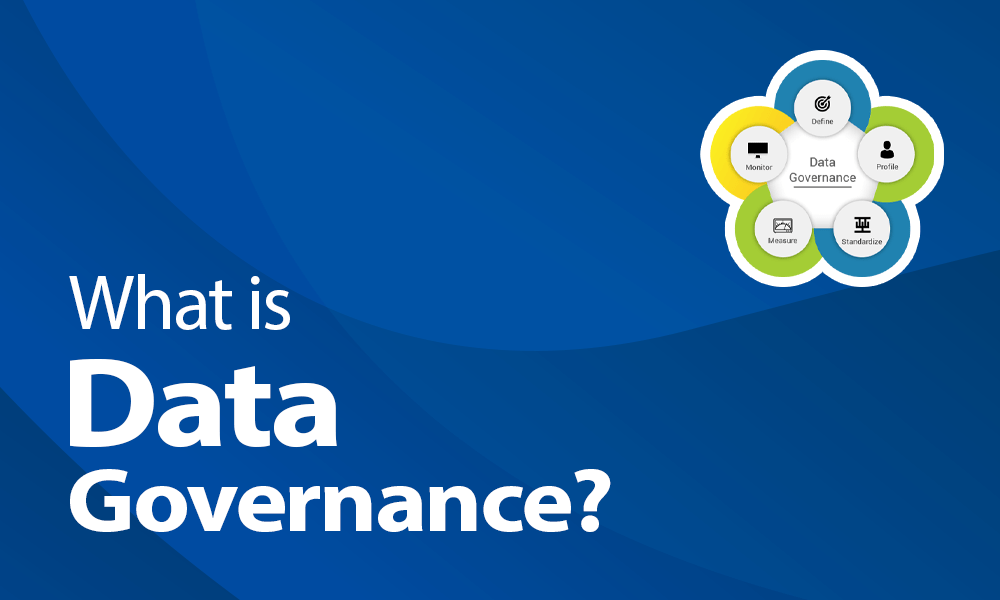 What is
Data
Governance?
Define
Monitor
Profile
Data
Governance
Measure
Standardize